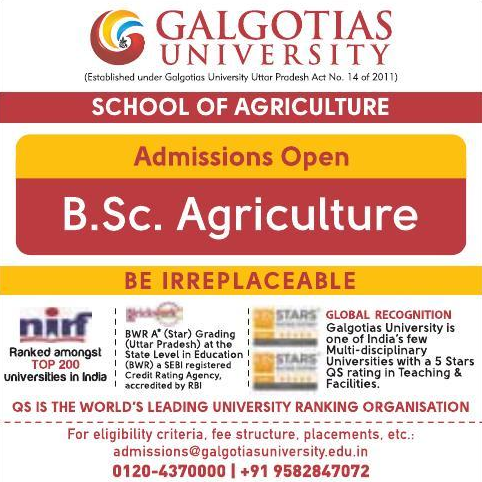 GALGOTIAS
UNIVERSITY
(Established under Galgotias University Uttar Pradesh Act No. 14 of 2011)
SCHOOL OF AGRICULTURE
Admissions Open
B.Sc. Agriculture
BE IRREPLACEABLE
nirf
Ranked amongst
TOP 200
universities in India
Brickwork
BWR A* (Star) Grading
(Uttar Pradesh) at the
State Level in Education
(BWR) a SEBI registered
Credit Rating Agency,
accredited by RBI
STARS
STARS
GLOBAL RECOGNITION
Galgotias University is
one of India's few
Multi-disciplinary
Universities with a 5 Stars
QS rating in Teaching &
Facilities.
QS IS THE WORLD'S LEADING UNIVERSITY RANKING ORGANISATION
For eligibility criteria, fee structure, placements, etc.:
admissions@galgotiasuniversity.edu.in
0120-4370000 | +91 9582847072